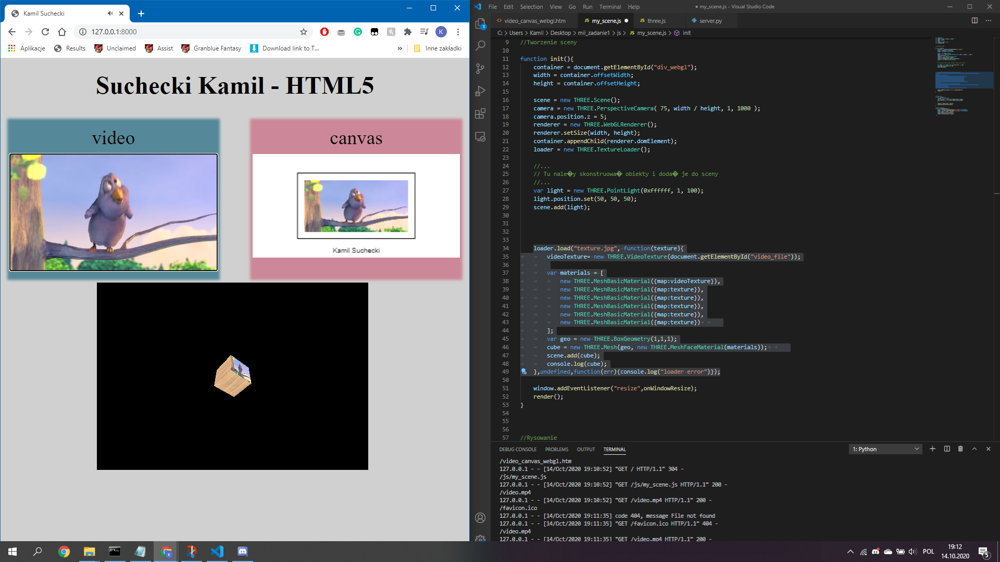 Kamil Suchecki
127.0.0.1:8000
Aplikacje
Results
Unclaimed
Assist
Granblue Fantasy
Download link to T...
»
Inne zakładki
Suchecki Kamil - HTML5
video
canvas
Kamil Suchecki
File Edit Selection View Go Run Terminal Help
● my_scene.js - Visual Studio Code
video_canvas_webgl.htm
JS my_scene.js ●
JS three.js
server.py
C: > Users > Kamil > Desktop > mii_zadanie1 > js > JS my_scene.js > init
9 //Tworzenie sceny
10
11 function init(){
12 container = document.getElementById("div_webgl");
13 width = container.offsetWidth;
14 height = container.offsetHeight;
15
16 scene = new THREE.Scene();
17 camera = new THREE.PerspectiveCamera( 75, width / height, 1, 1000 );
18 camera.position.z = 5;
19 renderer = new THREE.WebGLRenderer();
20 renderer.setSize(width, height);
21 container.appendChild(renderer.domElement);
22 loader = new THREE.TextureLoader();
23
24 //...
25 // Tu nale�y skonstruowa� obiekty i doda� je do sceny
26 //...
27 var light = new THREE.PointLight(0xffffff, 1, 100);
28 light.position.set(50, 50, 50);
29 scene.add(light);
30
31
32
33
34 loader.load("texture.jpg", function(texture){
35 videoTexture= new THREE.VideoTexture(document.getElementById("video_file"));
36
37 var materials = [
38 new THREE.MeshBasicMaterial({map:videoTexture}),
39 new THREE.MeshBasicMaterial({map:texture}),
40 new THREE.MeshBasicMaterial({map:texture}),
41 new THREE.MeshBasicMaterial({map:texture}),
42 new THREE.MeshBasicMaterial({map:texture}),
43 new THREE.MeshBasicMaterial({map:texture})
44 ];
45 var geo = new THREE.BoxGeometry(1,1,1);
46 cube = new THREE.Mesh(geo, new THREE.MeshFaceMaterial(materials));
47 scene.add(cube);
48 console.log(cube);
49 },undefined,function(err){console.log("loader error")});
50
51 window.addEventListener("resize",onWindowResize);
52 render();
53 }
54
55
56
57 //Rysowanie
DEBUG CONSOLE PROBLEMS OUTPUT TERMINAL
1: Python
/video_canvas_webgl.htm
127.0.0.1 - - [14/Oct/2020 19:10:52] "GET / HTTP/1.1" 304 -
/js/my_scene.js
127.0.0.1 - - [14/Oct/2020 19:10:52] "GET /js/my_scene.js HTTP/1.1" 200 -
/video.mp4
127.0.0.1 - - [14/Oct/2020 19:10:52] "GET /video.mp4 HTTP/1.1" 200 -
/favicon.ico
127.0.0.1 - - [14/Oct/2020 19:11:35] code 404, message File not found
127.0.0.1 - - [14/Oct/2020 19:11:35] "GET /favicon.ico HTTP/1.1" 404 -
/video.mp4
127.0.0.1 - - [14/Oct/2020 19:11:35] "GET /video.mp4 HTTP/1.1" 200 -
POL
19:12
14.10.2020
5